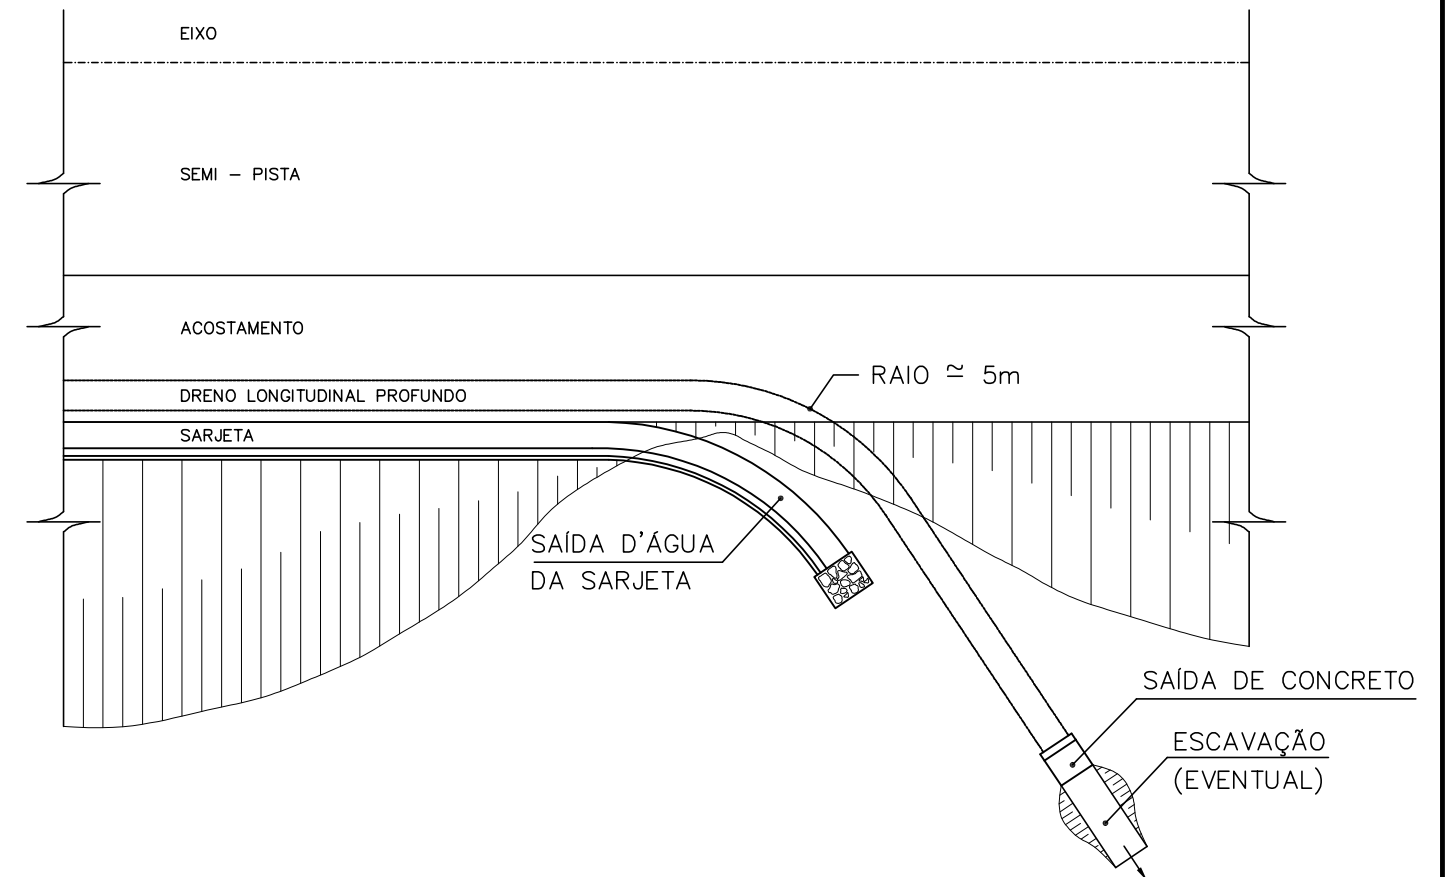 EIXO
SEMI - PISTA
ACOSTAMENTO
RAIO ≃ 5m
DRENO LONGITUDINAL PROFUNDO
SARJETA
SAÍDA D'ÁGUA
DA SARJETA
SAÍDA DE CONCRETO
ESCAVAÇÃO
(EVENTUAL)